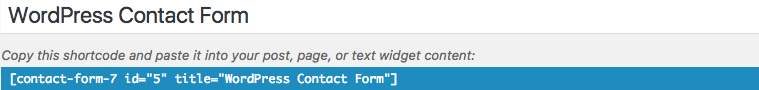 WordPress Contact Form
Copy this shortcode and paste it into your post, page, or text widget content:
[contact-form-7 id="5" title="WordPress Contact Form"]